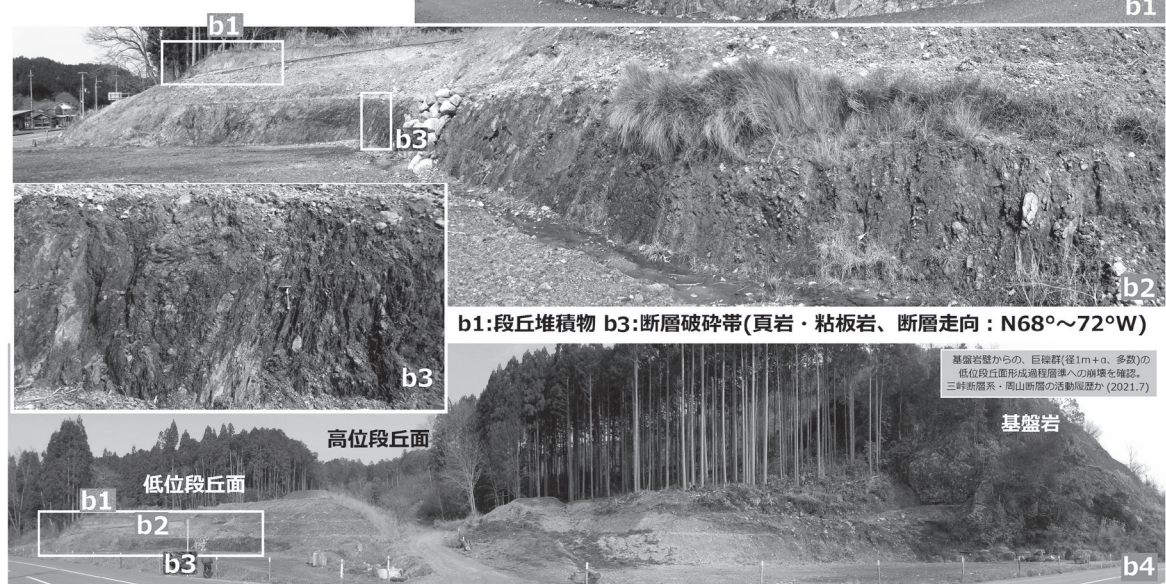 b1
b1
b3
b2
b1:段丘堆積物 b3:断層破砕帯(頁岩・粘板岩、断層走向：N68°～72°W)
b3
基盤岩壁からの、巨礫群(径1m+α、多数)の
低位段丘面形成過程層準への崩壊を確認。
三峠断層系・周山断層の活動履歴か (2021.7)
基盤岩
高位段丘面
低位段丘面
b1
b2
b3
b4